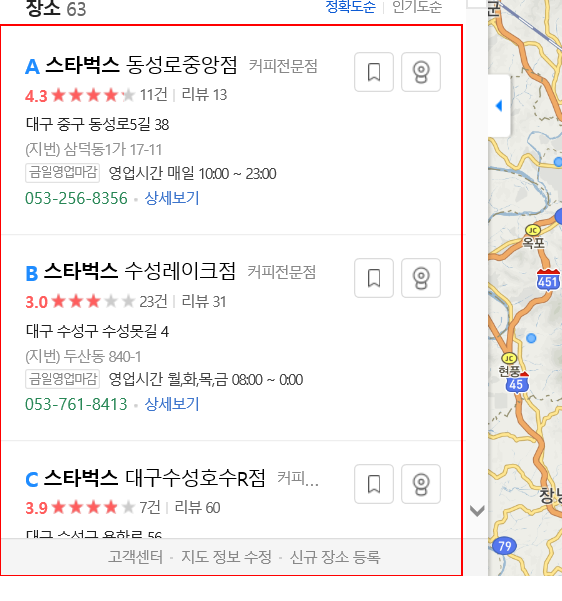 장소 63
정확도순 인기도순
A 스타벅스 동성로중앙점 커피전문점
4.3 11건 리뷰 13
대구 중구 동성로5길 38
(지번) 삼덕동1가 17-11
금일영업마감 영업시간 매일 10:00 ~ 23:00
053-256-8356 · 상세보기
B 스타벅스 수성레이크점 커피전문점
3.0 23건 리뷰 31
대구 수성구 수성못길 4
(지번) 두산동 840-1
금일영업마감 영업시간 월,화,목,금 08:00 ~ 0:00
053-761-8413 · 상세보기
C 스타벅스 대구수성호수R점 커피...
3.9 7건 리뷰 60
대구 수성구 용학로 56
고객센터 · 지도 정보 수정 · 신규 장소 등록
군
JC
옥포
451
JC
현풍
45
창녕
79